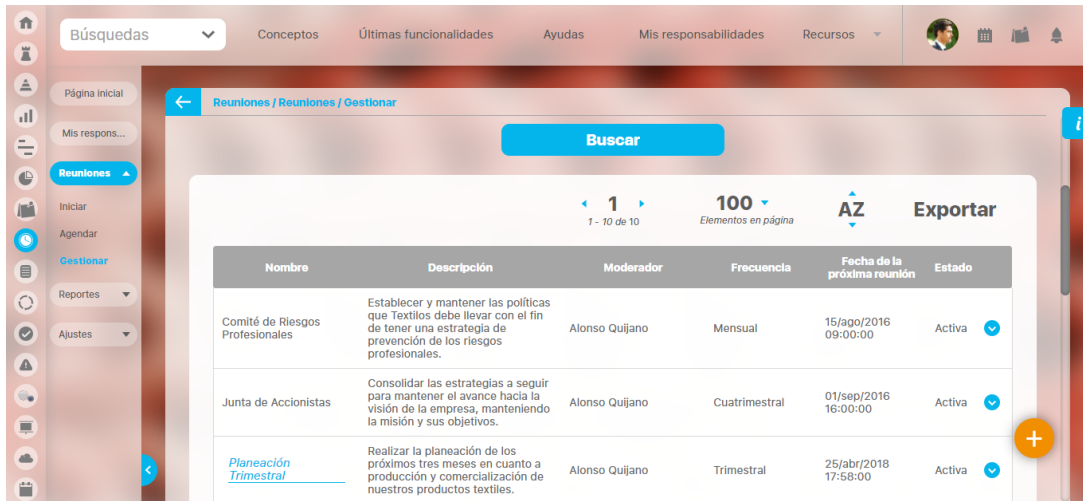 Búsquedas
Conceptos
Últimas funcionalidades
Ayudas
Mis responsabilidades
Recursos
Página inicial
Mis respons...
Reuniones
Iniciar
Agendar
Gestionar
Reportes
Ajustes
Reuniones / Reuniones / Gestionar
i
Buscar
1
1 - 10 de 10
100
Elementos en página
AZ
Exportar
Nombre
Descripción
Moderador
Frecuencia
Fecha de la
próxima reunión
Estado
Comité de Riesgos
Profesionales
Establecer y mantener las políticas
que Textilos debe llevar con el fin
de tener una estrategia de
prevención de los riesgos
profesionales.
Alonso Quijano
Mensual
15/ago/2016
09:00:00
Activa
Junta de Accionistas
Consolidar las estrategias a seguir
para mantener el avance hacia la
visión de la empresa, manteniendo
la misión y sus objetivos.
Alonso Quijano
Cuatrimestral
01/sep/2016
16:00:00
Activa
Planeación
Trimestral
Realizar la planeación de los
próximos tres meses en cuanto a
producción y comercialización de
nuestros productos textiles.
Alonso Quijano
Trimestral
25/abr/2018
17:58:00
Activa